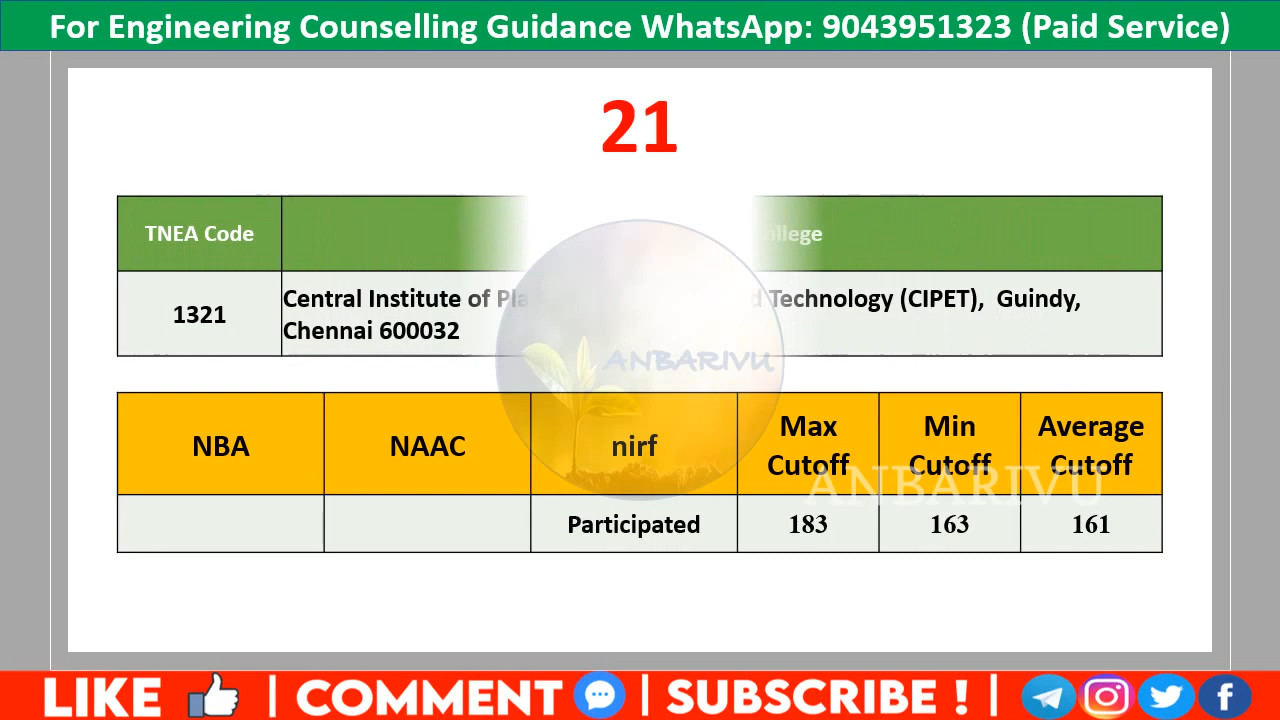 For Engineering Counselling Guidance WhatsApp: 9043951323 (Paid Service)
21
TNEA Code
1321
Central Institute of Technology (CIPET), Guindy,
Chennai 600032
ANBARIVU
NBA NAAC nirf Max Cutoff Min Cutoff Average Cutoff
ANBARIVU
Participated 183 163 161
LIKE | COMMENT | SUBSCRIBE ! |